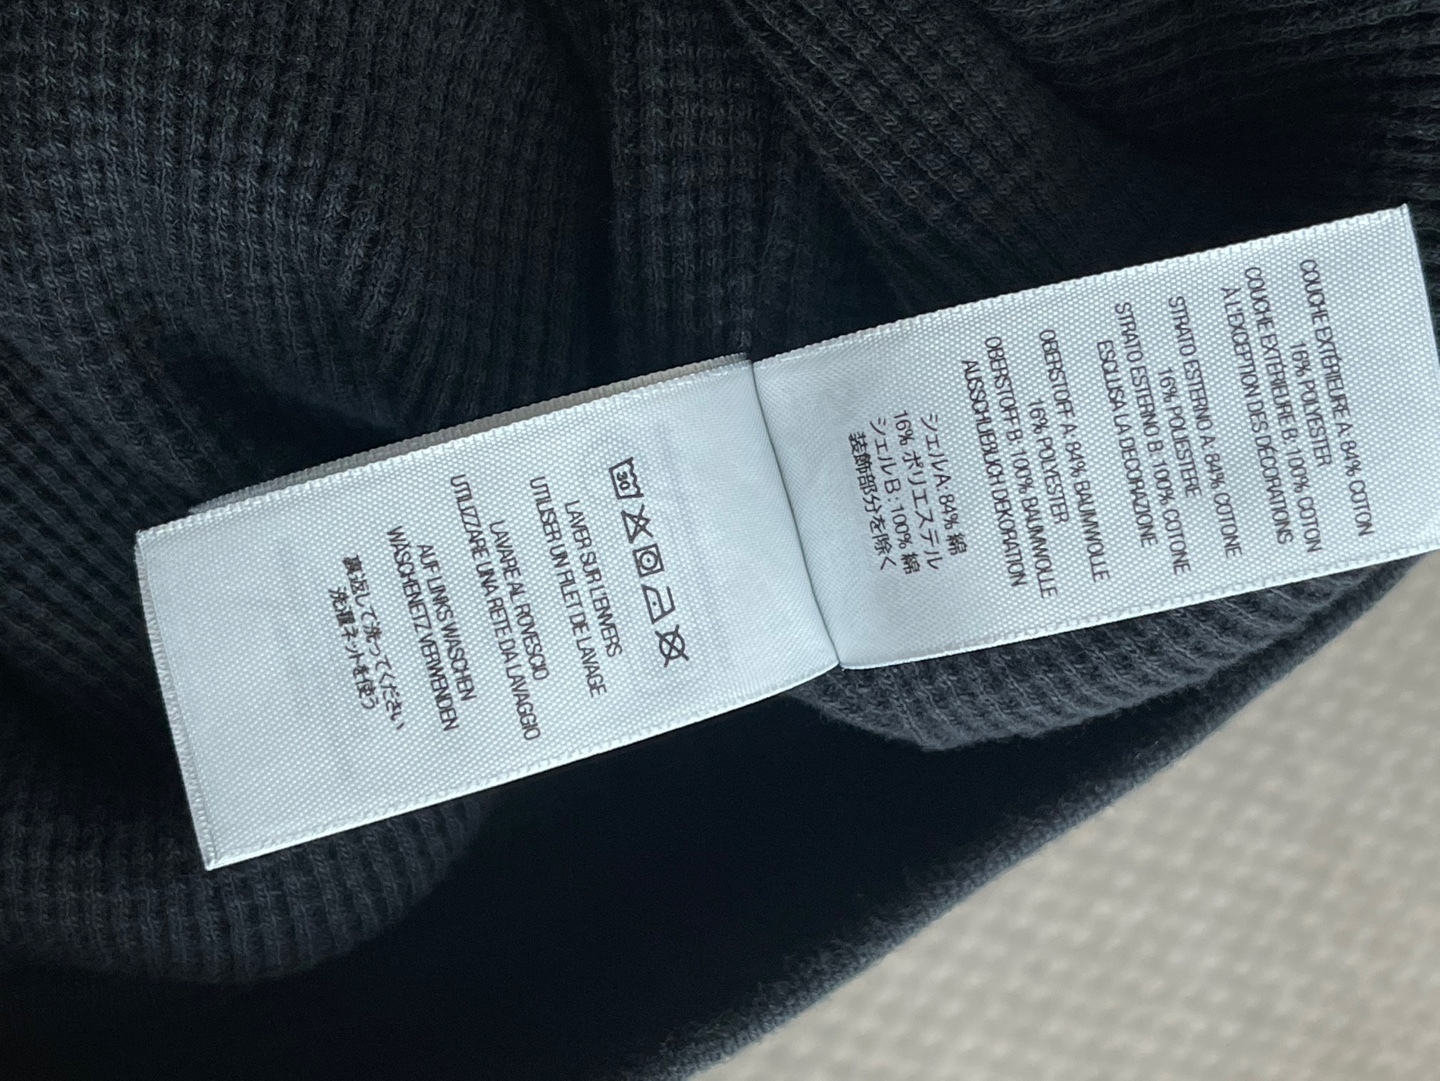 COUCHE EXTÉRIEURE A: 84% COTON
16% POLYESTER
COUCHE EXTÉRIEURE B: 100% COTON
À L'EXCEPTION DES DÉCORATIONS
STRATO ESTERNO A: 84% COTONE
16% POLIESTERE
STRATO ESTERNO B: 100% COTONE
ESCLUSA LA DECORAZIONE
OBERSTOFF A: 84% BAUMWOLLE
16% POLYESTER
OBERSTOFF B: 100% BAUMWOLLE
AUSSCHLIEßLICH DEKORATION
シェルA: 84% 綿
16% ポリエステル
シェルB: 100% 綿
装飾部分を除く
30
LAVER SUR L'ENVERS
UTILISER UN FILET DE LAVAGE
LAVARE AL ROVESCIO
UTILIZZARE UNA RETE DA LAVAGGIO
AUF LINKS WASCHEN
WÄSCHENETZ VERWENDEN
裏返して洗ってください
洗濯ネットを使う